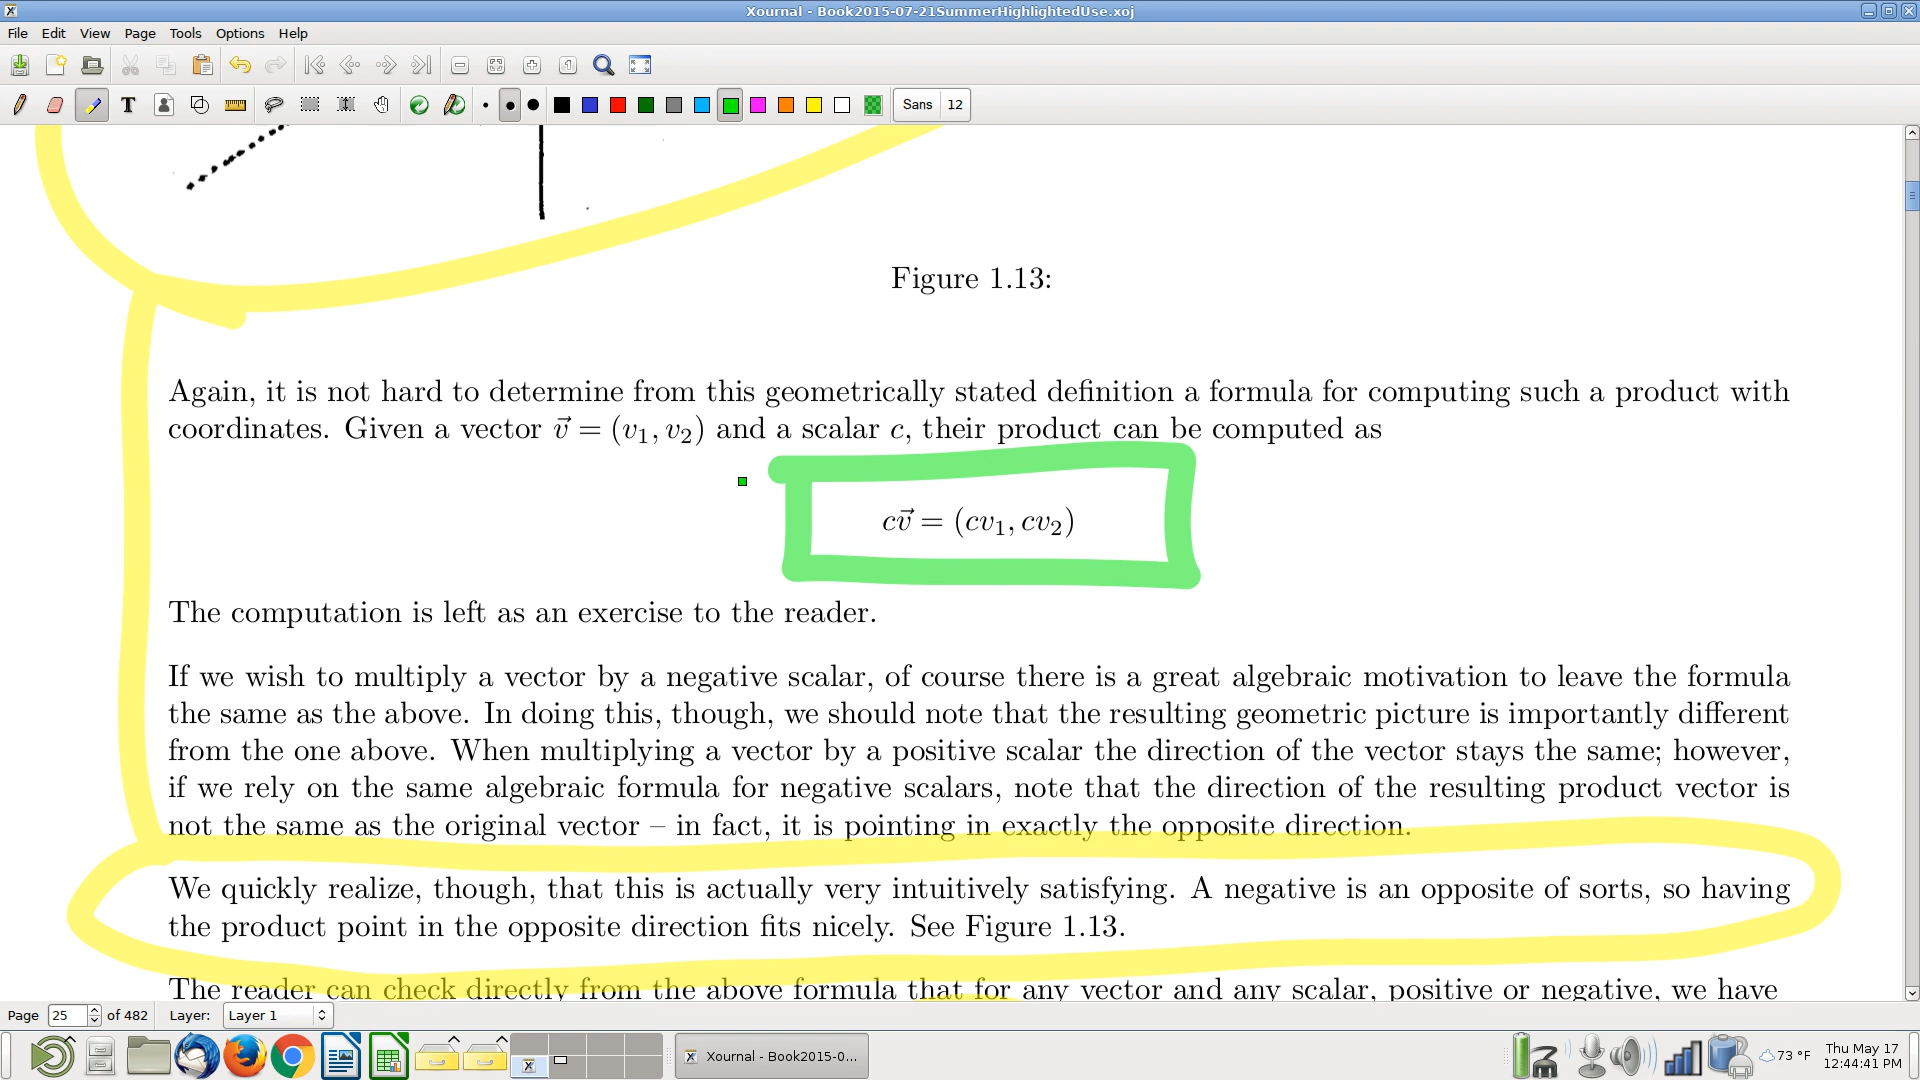 Xournal - Book2015-07-21SummerHighlightedUse.xoj
File Edit View Page Tools Options Help
Sans 12
Figure 1.13:
Again, it is not hard to determine from this geometrically stated definition a formula for computing such a product with
coordinates. Given a vector v⃗ = (v₁, v₂) and a scalar c, their product can be computed as
cv⃗ = (cv₁, cv₂)
The computation is left as an exercise to the reader.
If we wish to multiply a vector by a negative scalar, of course there is a great algebraic motivation to leave the formula
the same as the above. In doing this, though, we should note that the resulting geometric picture is importantly different
from the one above. When multiplying a vector by a positive scalar the direction of the vector stays the same; however,
if we rely on the same algebraic formula for negative scalars, note that the direction of the resulting product vector is
not the same as the original vector – in fact, it is pointing in exactly the opposite direction.
We quickly realize, though, that this is actually very intuitively satisfying. A negative is an opposite of sorts, so having
the product point in the opposite direction fits nicely. See Figure 1.13.
The reader can check directly from the above formula that for any vector and any scalar, positive or negative, we have
Page 25 of 482 Layer: Layer 1
Xournal - Book2015-0...
73 °F
Thu May 17
12:44:41 PM